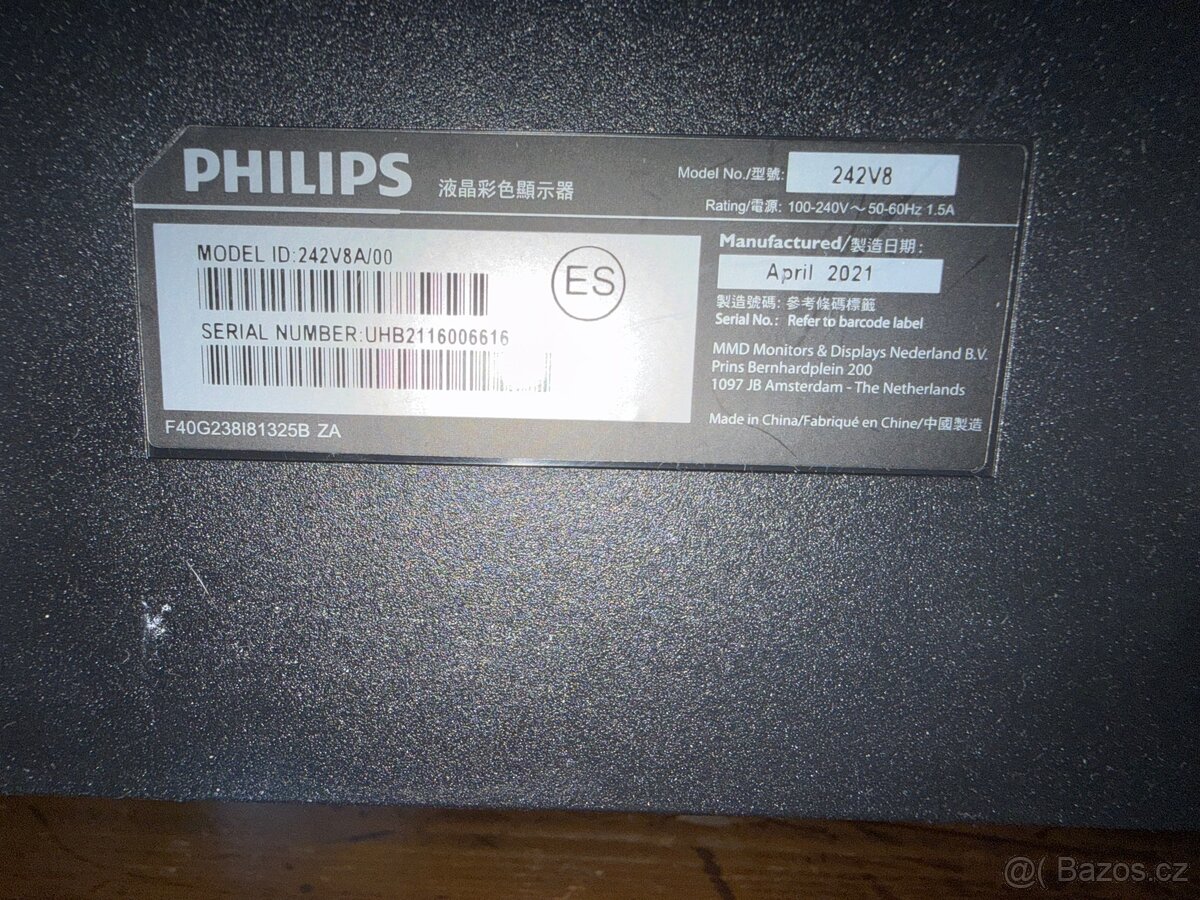 PHILIPS 液晶彩色顯示器
Model No./型號: 242V8
Rating/電源: 100-240V～50-60Hz 1.5A
MODEL ID:242V8A/00
ES
SERIAL NUMBER:UHB2116006616
F40G238I81325B ZA
Manufactured/製造日期:
April 2021
製造號碼: 參考條碼標籤
Serial No.: Refer to barcode label
MMD Monitors & Displays Nederland B.V.
Prins Bernhardplein 200
1097 JB Amsterdam - The Netherlands
Made in China/Fabriqué en Chine/中國製造
@( Bazos.cz